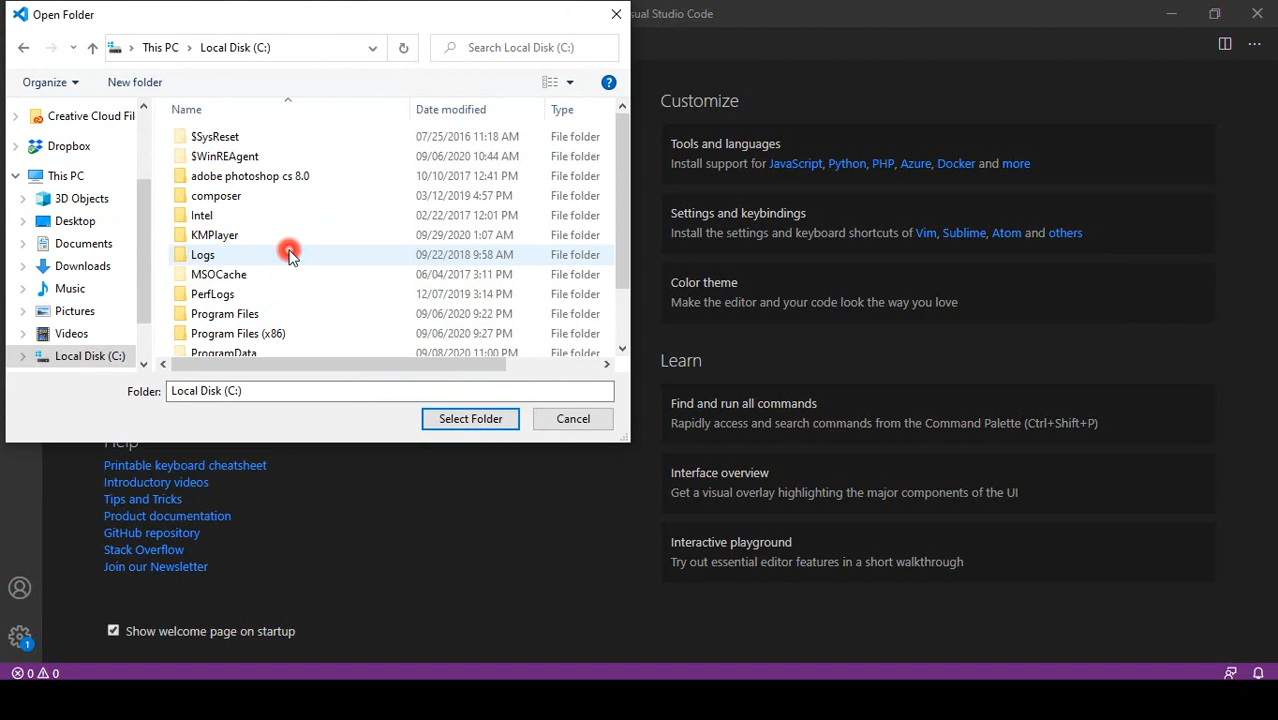 Open Folder
sual Studio Code
This PC > Local Disk (C:)
Search Local Disk (C:)
Organize
New folder
Name
Date modified
Type
Creative Cloud Fil
Dropbox
This PC
3D Objects
Desktop
Documents
Downloads
Music
Pictures
Videos
Local Disk (C:)
$SysReset 07/25/2016 11:18 AM File folder
$WinREAgent 09/06/2020 10:44 AM File folder
adobe photoshop cs 8.0 10/10/2017 12:41 PM File folder
composer 03/12/2019 4:57 PM File folder
Intel 02/22/2017 12:01 PM File folder
KMPlayer 09/29/2020 1:07 AM File folder
Logs 09/22/2018 9:58 AM File folder
MSOCache 06/04/2017 3:11 PM File folder
PerfLogs 12/07/2019 3:14 PM File folder
Program Files 09/06/2020 9:22 PM File folder
Program Files (x86) 09/06/2020 9:27 PM File folder
ProgramData 09/08/2020 11:00 PM File folder
Folder: Local Disk (C:)
Select Folder
Cancel
Help
Printable keyboard cheatsheet
Introductory videos
Tips and Tricks
Product documentation
GitHub repository
Stack Overflow
Join our Newsletter
Show welcome page on startup
Customize
Tools and languages
Install support for JavaScript, Python, PHP, Azure, Docker and more
Settings and keybindings
Install the settings and keyboard shortcuts of Vim, Sublime, Atom and others
Color theme
Make the editor and your code look the way you love
Learn
Find and run all commands
Rapidly access and search commands from the Command Palette (Ctrl+Shift+P)
Interface overview
Get a visual overlay highlighting the major components of the UI
Interactive playground
Try out essential editor features in a short walkthrough
1
0 0